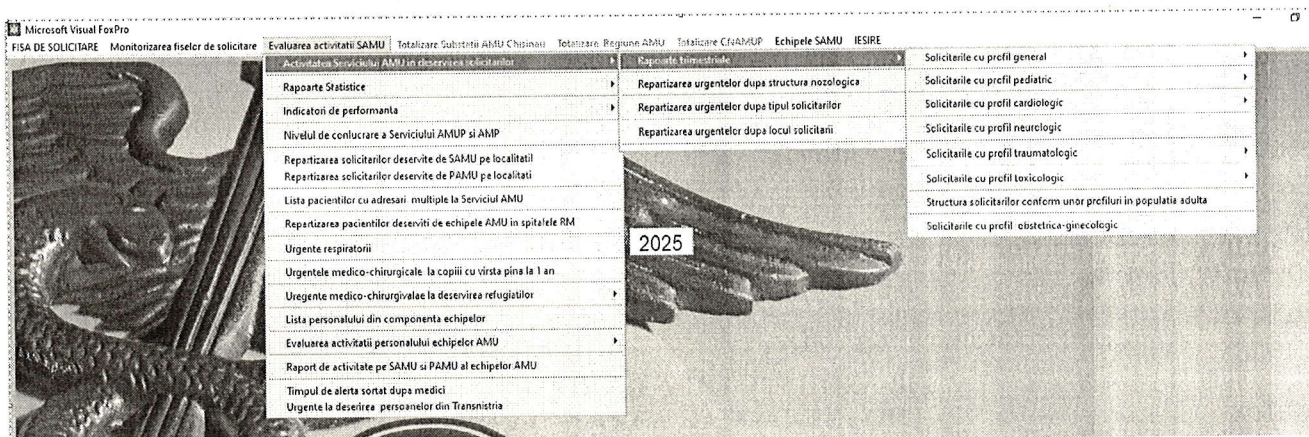 Microsoft Visual FoxPro
FISA DE SOLICITARE Monitorizarea fiselor de solicitare Evaluarea activitatii SAMU Totalizare Substatii AMU Chisinau Totalizare Regiune AMU Totalizare CNAMUP Echipele SAMU IESIRE
Activitatea Serviciului AMU in deservirea solicitarilor
Rapoarte Statistice
Indicatori de performanta
Nivelul de conlucrare a Serviciului AMUP si AMP
Repartizarea solicitarilor deservite de SAMU pe localitatil
Repartizarea solicitarilor deservite de PAMU pe localitati
Lista pacientilor cu adresari multiple la Serviciul AMU
Repartizarea pacientilor deserviti de echipele AMU in spitalele RM
Urgente respiratorii
Urgentele medico-chirurgicale la copiii cu virsta pina la 1 an
Uregente medico-chirurgivalae la deservirea refugiatilor
Lista personalului din componenta echipelor
Evaluarea activitatii personalului echipelor AMU
Raport de activitate pe SAMU si PAMU al echipelor AMU
Timpul de alerta sortat dupa medici
Urgente la deserirea persoanelor din Transnistria
Rapoarte trimestriale
Repartizarea urgentelor dupa structura nozologica
Repartizarea urgentelor dupa tipul solicitarilor
Repartizarea urgentelor dupa locul solicitarii
Solicitarile cu profil general
Solicitarile cu profil pediatric
Solicitarile cu profil cardiologic
Solicitarile cu profil neurologic
Solicitarile cu profil traumatologic
Solicitarile cu profil toxicologic
Structura solicitarilor conform unor profiluri in populatia adulta
Solicitarile cu profil obstetrica-ginecologic
2025